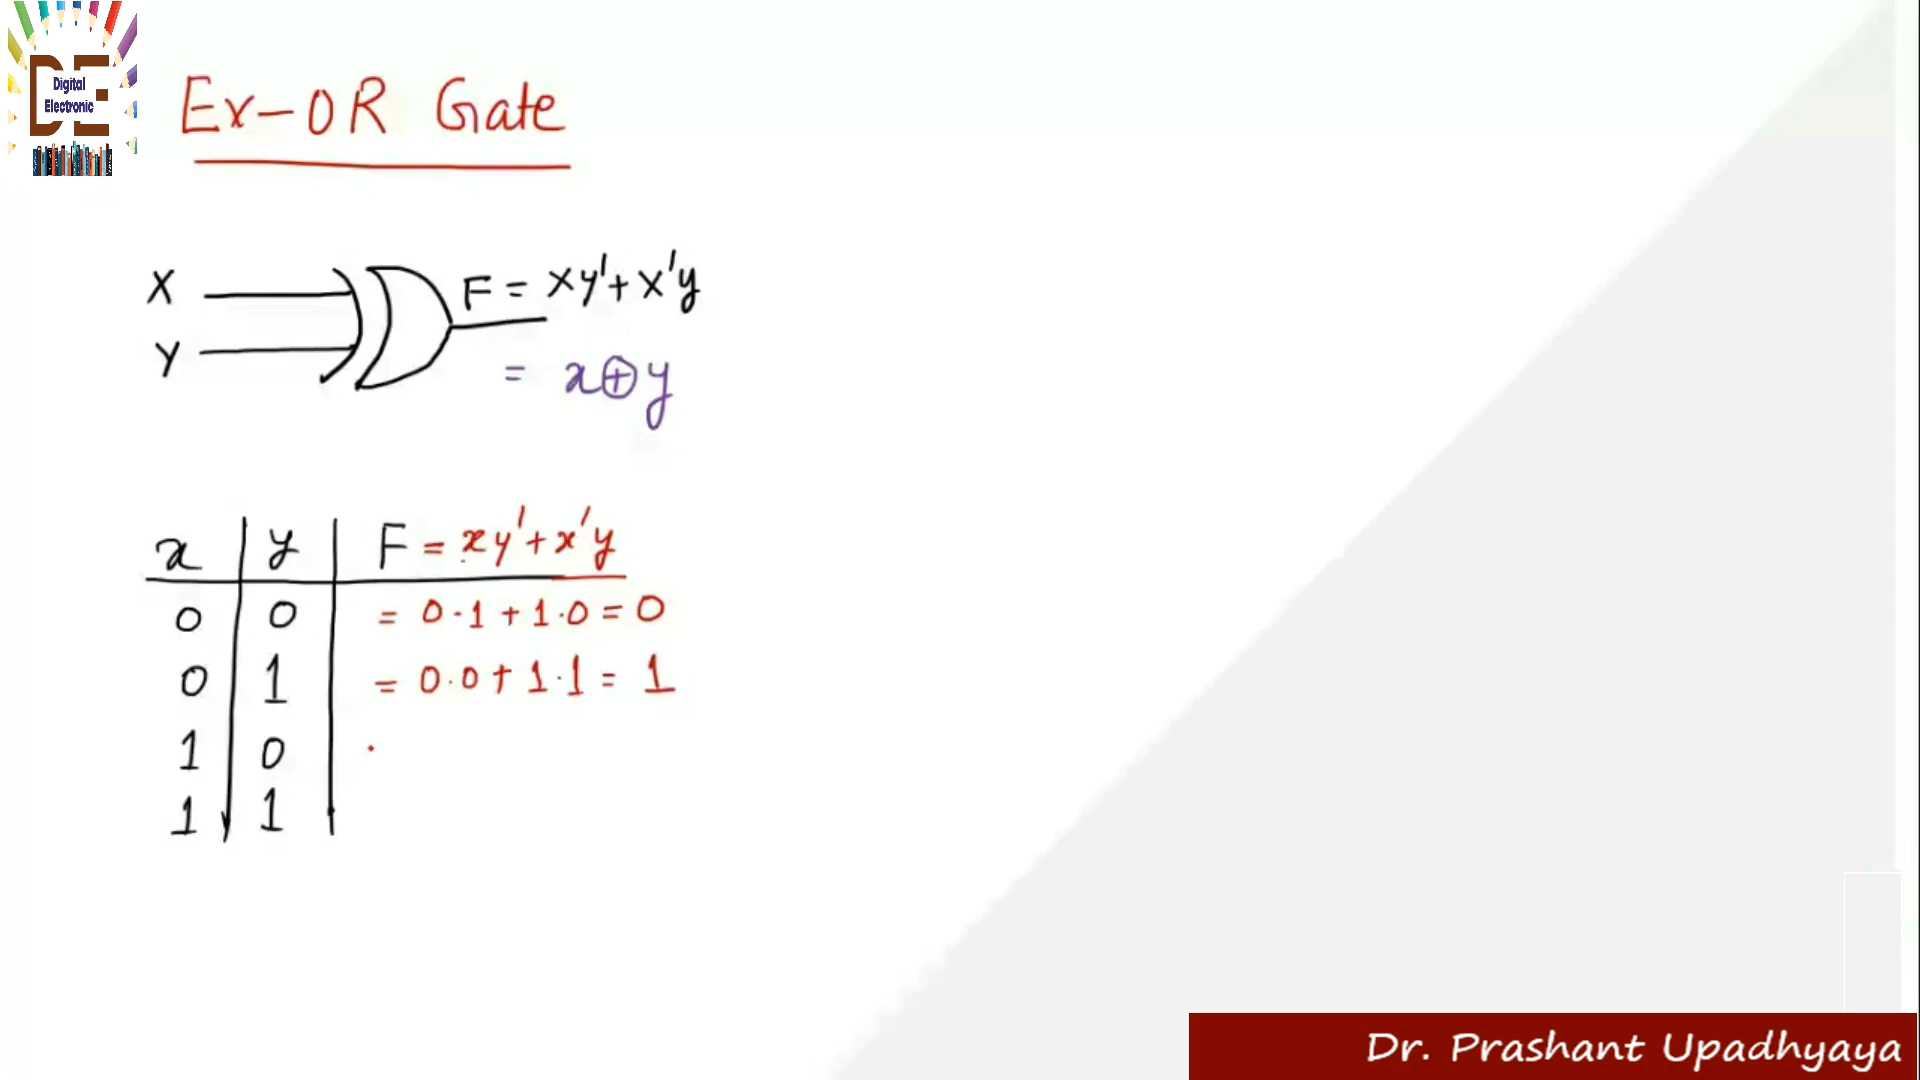 DE
Digital
Electronic
Ex-OR Gate
X
Y
F = xy'+x'y
= x⊕y
x y F = xy'+x'y
0 0 = 0.1 + 1.0 = 0
0 1 = 0.0 + 1.1 = 1
1 0
1 1
Dr. Prashant Upadhyaya